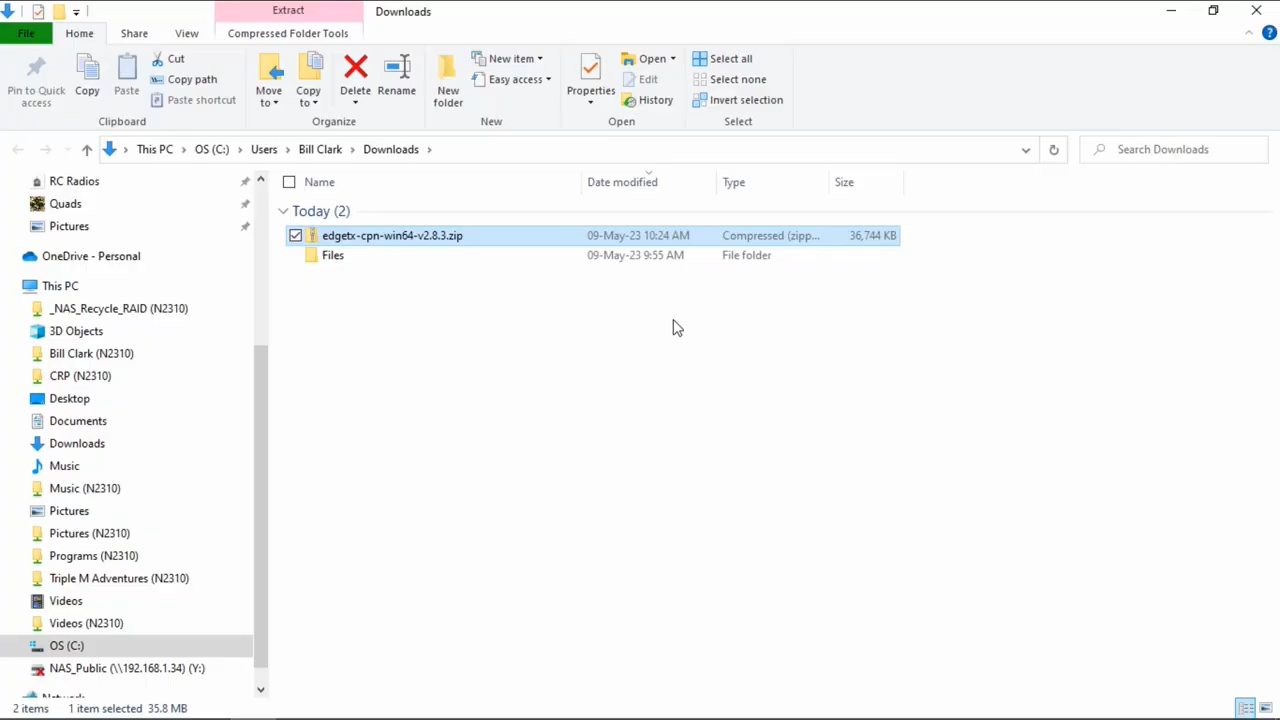 Extract
Downloads
File
Home
Share
View
Compressed Folder Tools
Pin to Quick
access
Copy
Paste
Cut
Copy path
Paste shortcut
Clipboard
Move
to
Copy
to
Delete
Rename
Organize
New
folder
New item
Easy access
New
Properties
Open
Edit
History
Open
Select all
Select none
Invert selection
Select
This PC > OS (C:) > Users > Bill Clark > Downloads >
Search Downloads
RC Radios
Quads
Pictures
OneDrive - Personal
This PC
_NAS_Recycle_RAID (N2310)
3D Objects
Bill Clark (N2310)
CRP (N2310)
Desktop
Documents
Downloads
Music
Music (N2310)
Pictures
Pictures (N2310)
Programs (N2310)
Triple M Adventures (N2310)
Videos
Videos (N2310)
OS (C:)
NAS_Public (\\192.168.1.34) (Y:)
Network
Name Date modified Type Size
Today (2)
edgetx-cpn-win64-v2.8.3.zip 09-May-23 10:24 AM Compressed (zipp... 36,744 KB
Files 09-May-23 9:55 AM File folder
2 items 1 item selected 35.8 MB